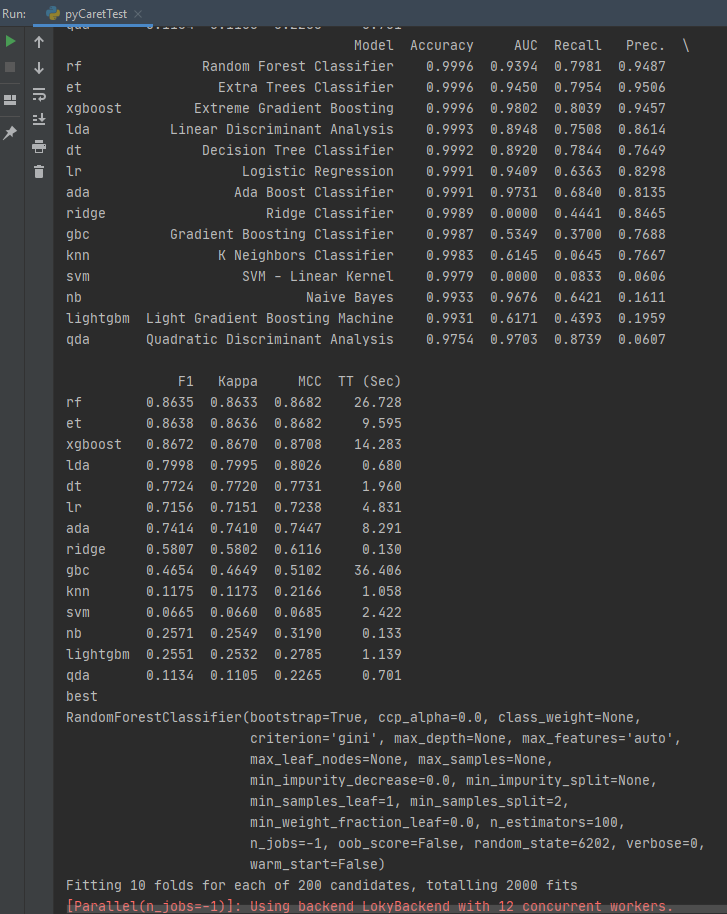 Run: pyCaretTest
Model Accuracy AUC Recall Prec. \
rf Random Forest Classifier 0.9996 0.9394 0.7981 0.9487
et Extra Trees Classifier 0.9996 0.9450 0.7954 0.9506
xgboost Extreme Gradient Boosting 0.9996 0.9802 0.8039 0.9457
lda Linear Discriminant Analysis 0.9993 0.8948 0.7508 0.8614
dt Decision Tree Classifier 0.9992 0.8920 0.7844 0.7649
lr Logistic Regression 0.9991 0.9409 0.6363 0.8298
ada Ada Boost Classifier 0.9991 0.9731 0.6840 0.8135
ridge Ridge Classifier 0.9989 0.0000 0.4441 0.8465
gbc Gradient Boosting Classifier 0.9987 0.5349 0.3700 0.7688
knn K Neighbors Classifier 0.9983 0.6145 0.0645 0.7667
svm SVM - Linear Kernel 0.9979 0.0000 0.0833 0.0606
nb Naive Bayes 0.9933 0.9676 0.6421 0.1611
lightgbm Light Gradient Boosting Machine 0.9931 0.6171 0.4393 0.1959
qda Quadratic Discriminant Analysis 0.9754 0.9703 0.8739 0.0607
F1 Kappa MCC TT (Sec)
rf 0.8635 0.8633 0.8682 26.728
et 0.8638 0.8636 0.8682 9.595
xgboost 0.8672 0.8670 0.8708 14.283
lda 0.7998 0.7995 0.8026 0.680
dt 0.7724 0.7720 0.7731 1.960
lr 0.7156 0.7151 0.7238 4.831
ada 0.7414 0.7410 0.7447 8.291
ridge 0.5807 0.5802 0.6116 0.130
gbc 0.4654 0.4649 0.5102 36.406
knn 0.1175 0.1173 0.2166 1.058
svm 0.0665 0.0660 0.0685 2.422
nb 0.2571 0.2549 0.3190 0.133
lightgbm 0.2551 0.2532 0.2785 1.139
qda 0.1134 0.1105 0.2265 0.701
best
RandomForestClassifier(bootstrap=True, ccp_alpha=0.0, class_weight=None,
criterion='gini', max_depth=None, max_features='auto',
max_leaf_nodes=None, max_samples=None,
min_impurity_decrease=0.0, min_impurity_split=None,
min_samples_leaf=1, min_samples_split=2,
min_weight_fraction_leaf=0.0, n_estimators=100,
n_jobs=-1, oob_score=False, random_state=6202, verbose=0,
warm_start=False)
Fitting 10 folds for each of 200 candidates, totalling 2000 fits
[Parallel(n_jobs=-1)]: Using backend LokyBackend with 12 concurrent workers.